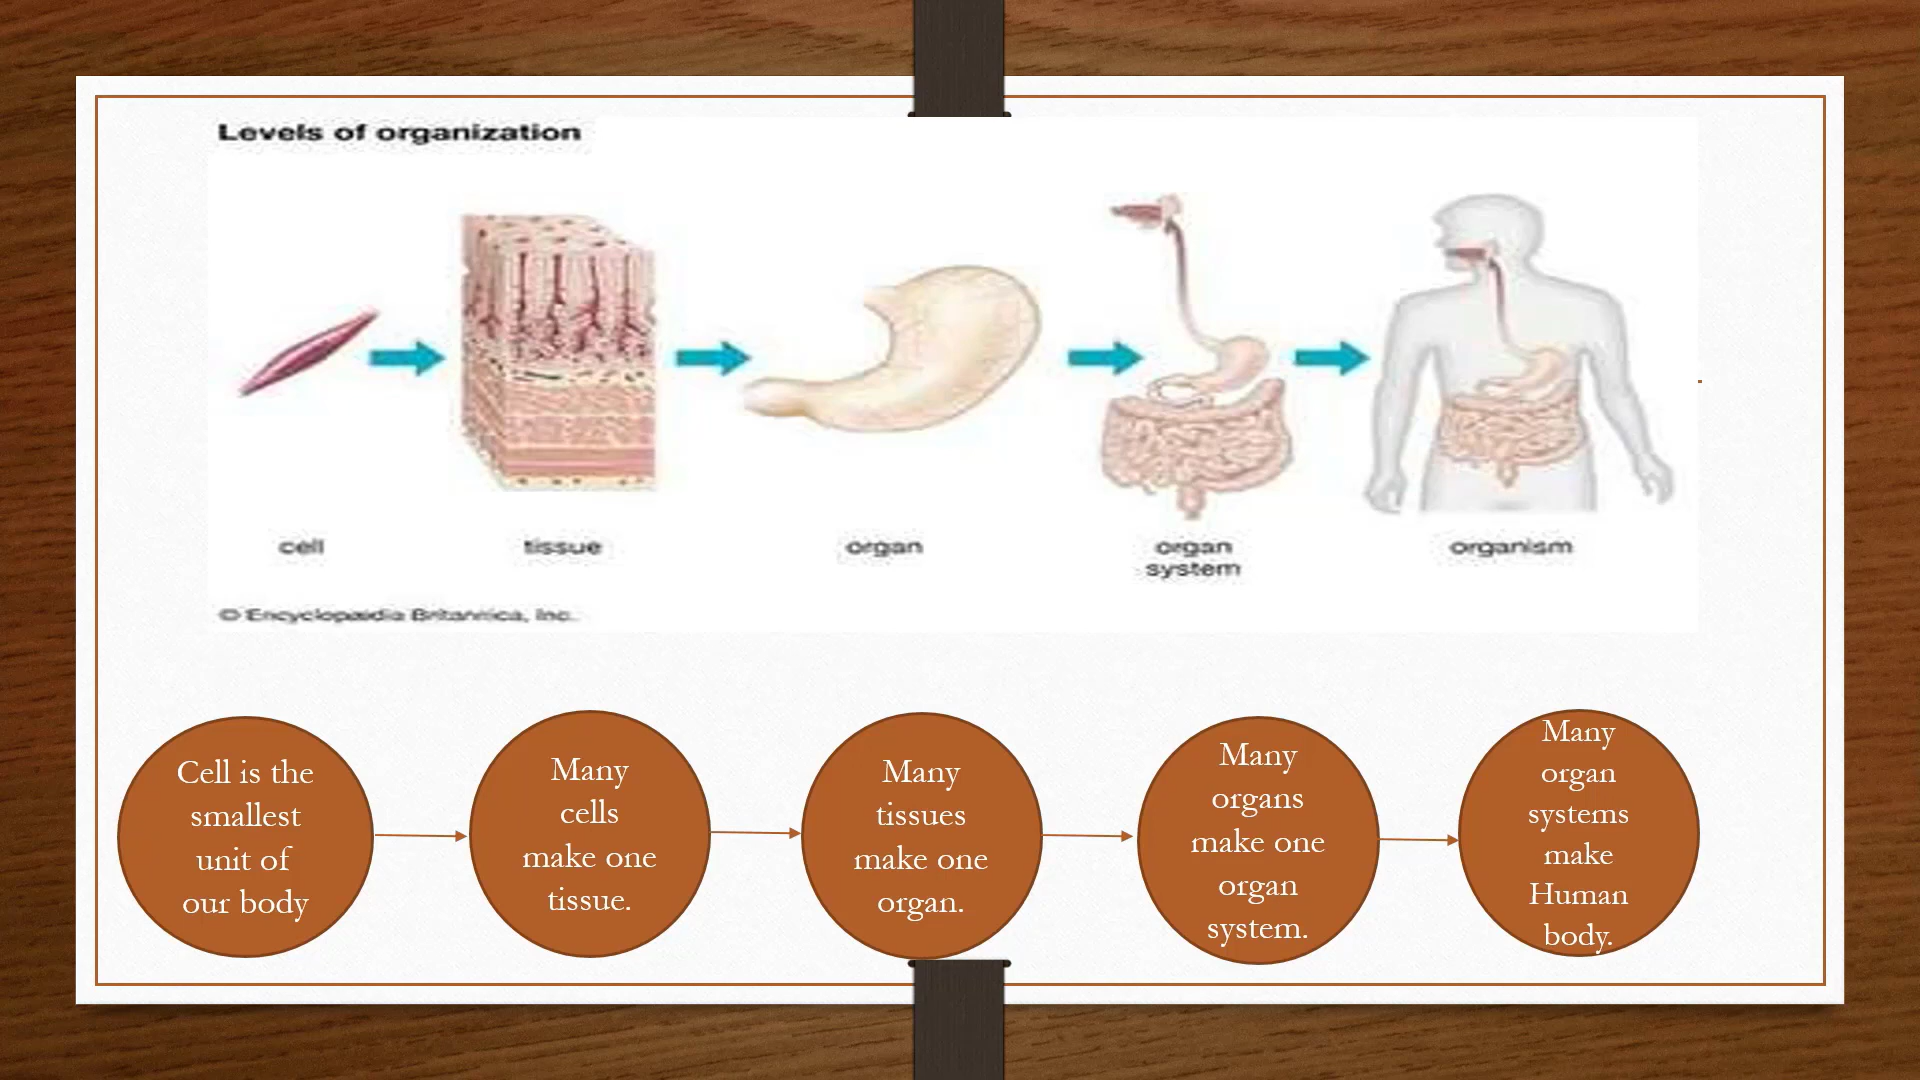 Levels of organization
cell
tissue
organ
organ
system
organism
© Encyclopædia Britannica, Inc.
Cell is the
smallest
unit of
our body
Many
cells
make one
tissue.
Many
tissues
make one
organ.
Many
organs
make one
organ
system.
Many
organ
systems
make
Human
body.